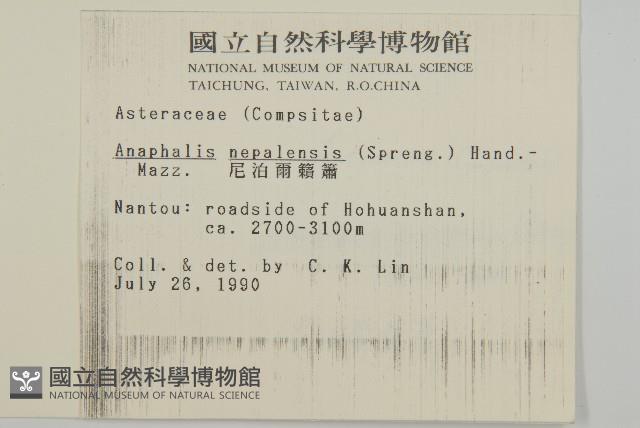 國立自然科學博物館
NATIONAL MUSEUM OF NATURAL SCIENCE
TAICHUNG, TAIWAN, R.O.CHINA
Asteraceae (Compsitae)
Anaphalis nepalensis (Spreng.) Hand.-
Mazz. 尼泊爾籟簫
Nantou: roadside of Hohuanshan,
ca. 2700-3100m
Coll. & det. by C. K. Lin
July 26, 1990
國立自然科學博物館
NATIONAL MUSEUM OF NATURAL SCIENCE